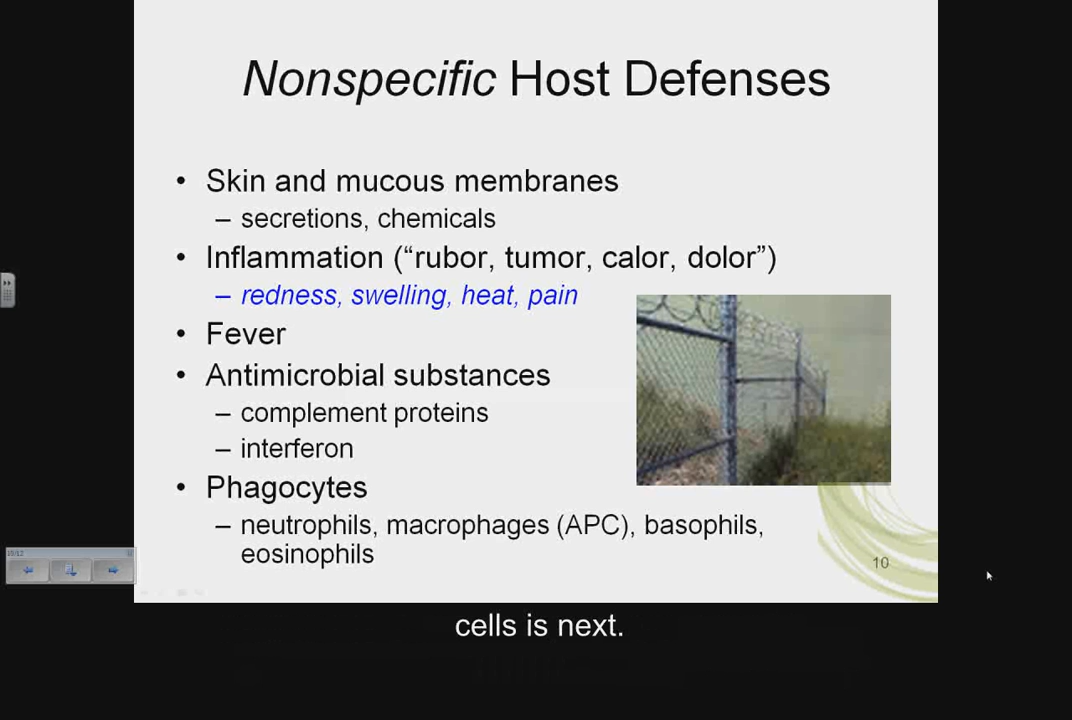 Nonspecific Host Defenses
• Skin and mucous membranes
– secretions, chemicals
• Inflammation (“rubor, tumor, calor, dolor”)
– redness, swelling, heat, pain
• Fever
• Antimicrobial substances
– complement proteins
– interferon
• Phagocytes
– neutrophils, macrophages (APC), basophils,
eosinophils
10
cells is next.